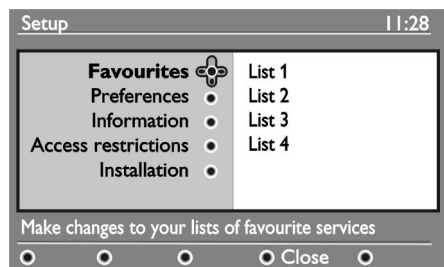 Setup 11:28
Favourites List 1
Preferences List 2
Information List 3
Access restrictions List 4
Installation
Make changes to your lists of favourite services
Close